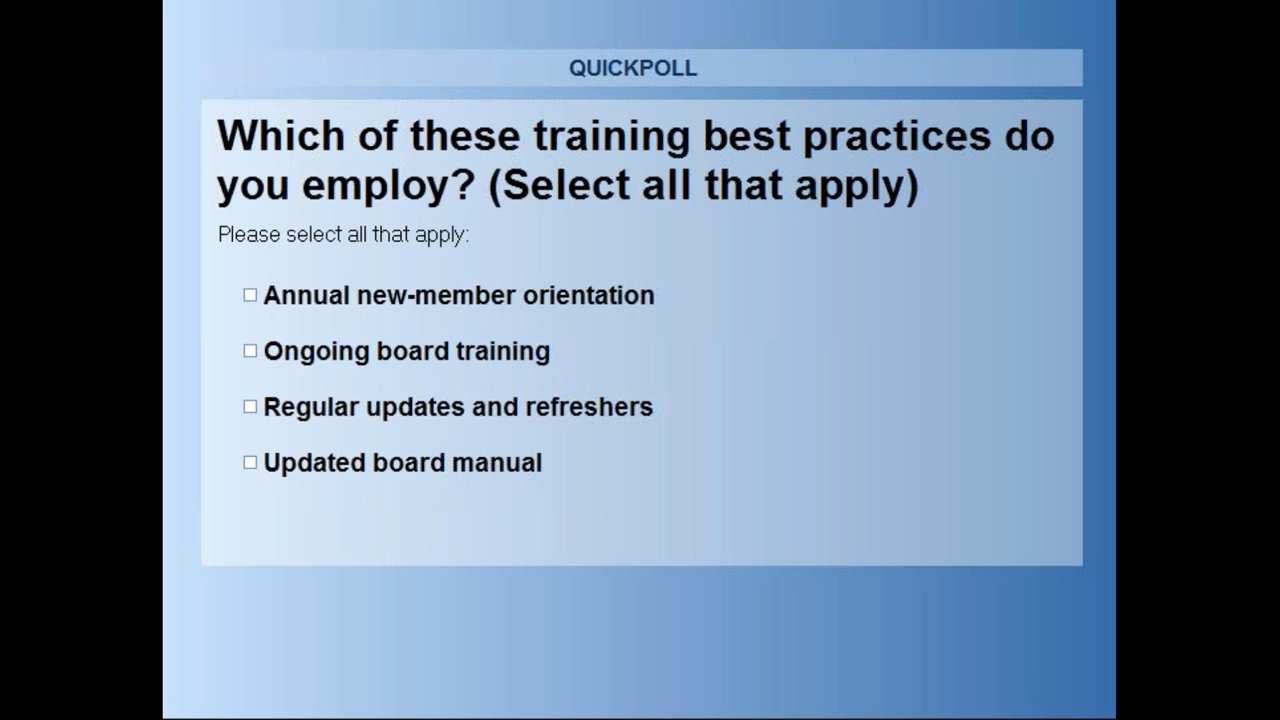 QUICKPOLL
Which of these training best practices do
you employ? (Select all that apply)
Please select all that apply:
Annual new-member orientation
Ongoing board training
Regular updates and refreshers
Updated board manual